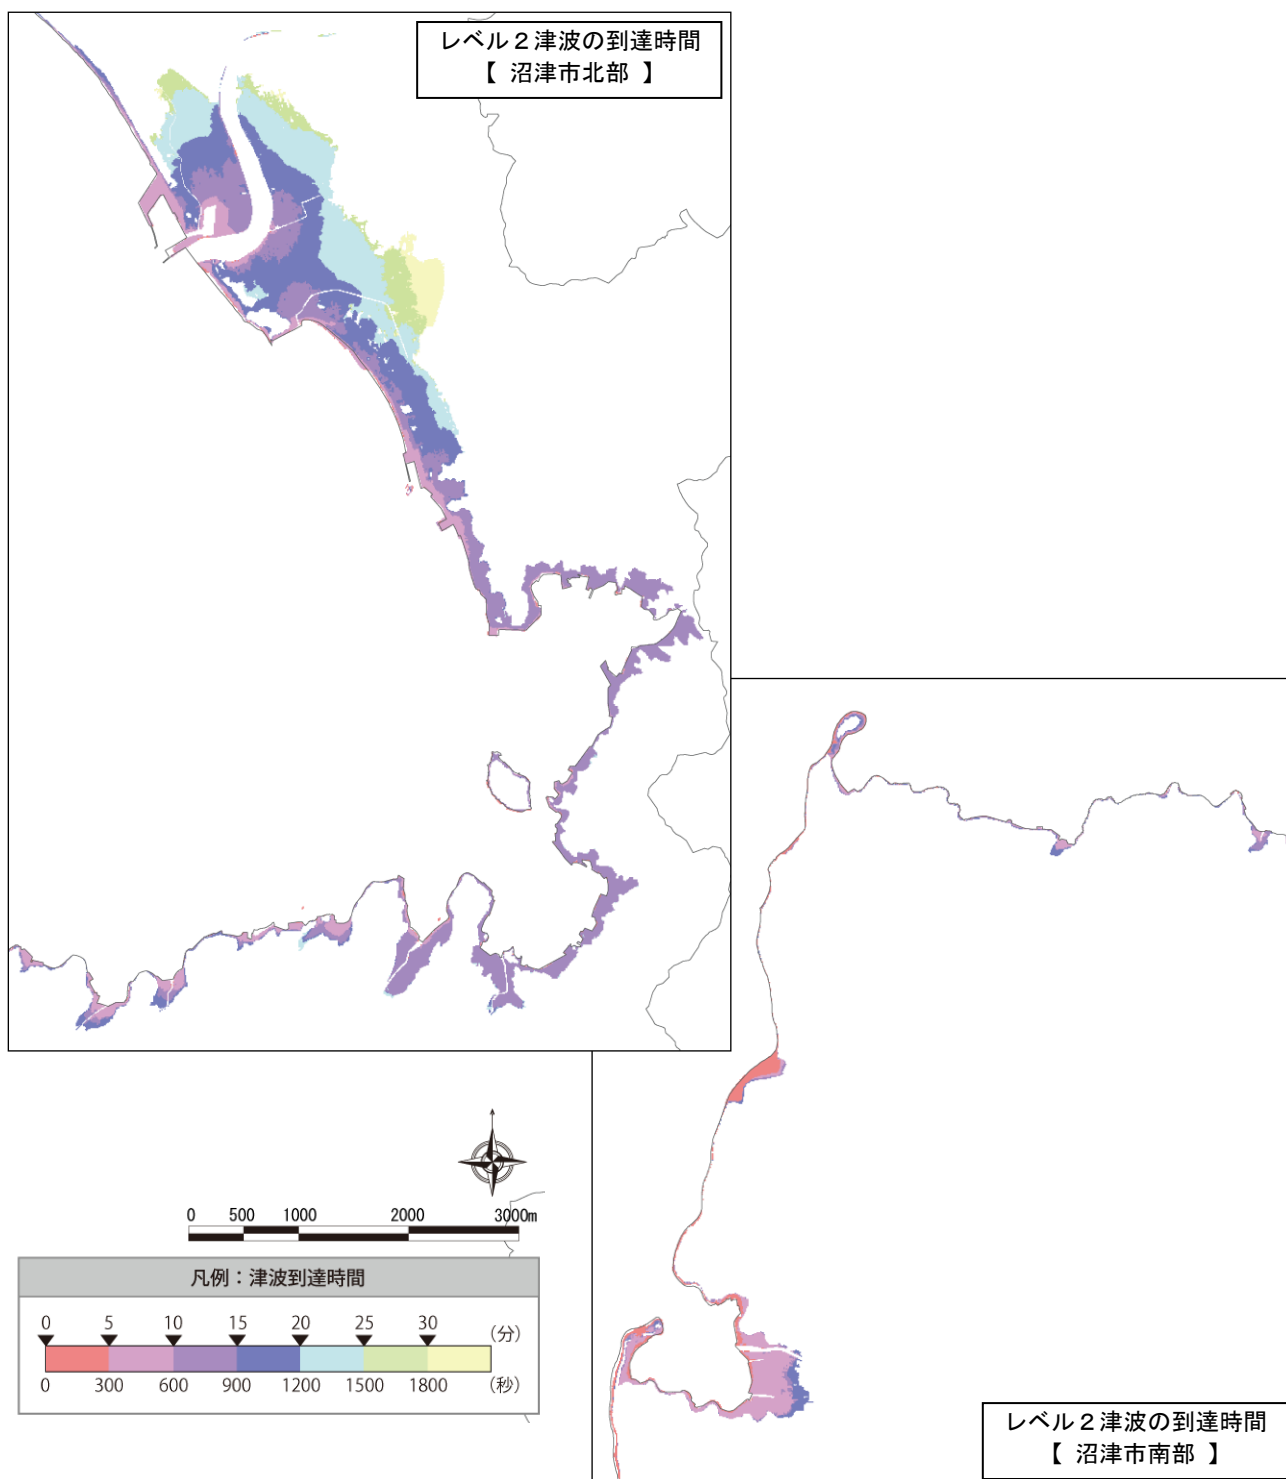 レベル２津波の到達時間
【 沼津市北部 】
0 500 1000 2000 3000m
凡例：津波到達時間
0 5 10 15 20 25 30 (分)
0 300 600 900 1200 1500 1800 (秒)
レベル２津波の到達時間
【 沼津市南部 】